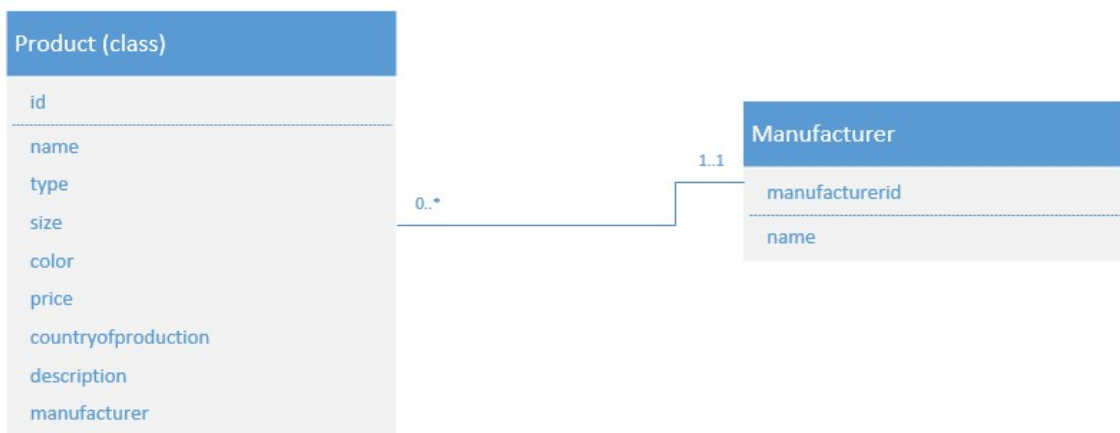 Product (class)
id
name
type
size
color
price
countryofproduction
description
manufacturer
0..*
1..1
Manufacturer
manufacturerid
name